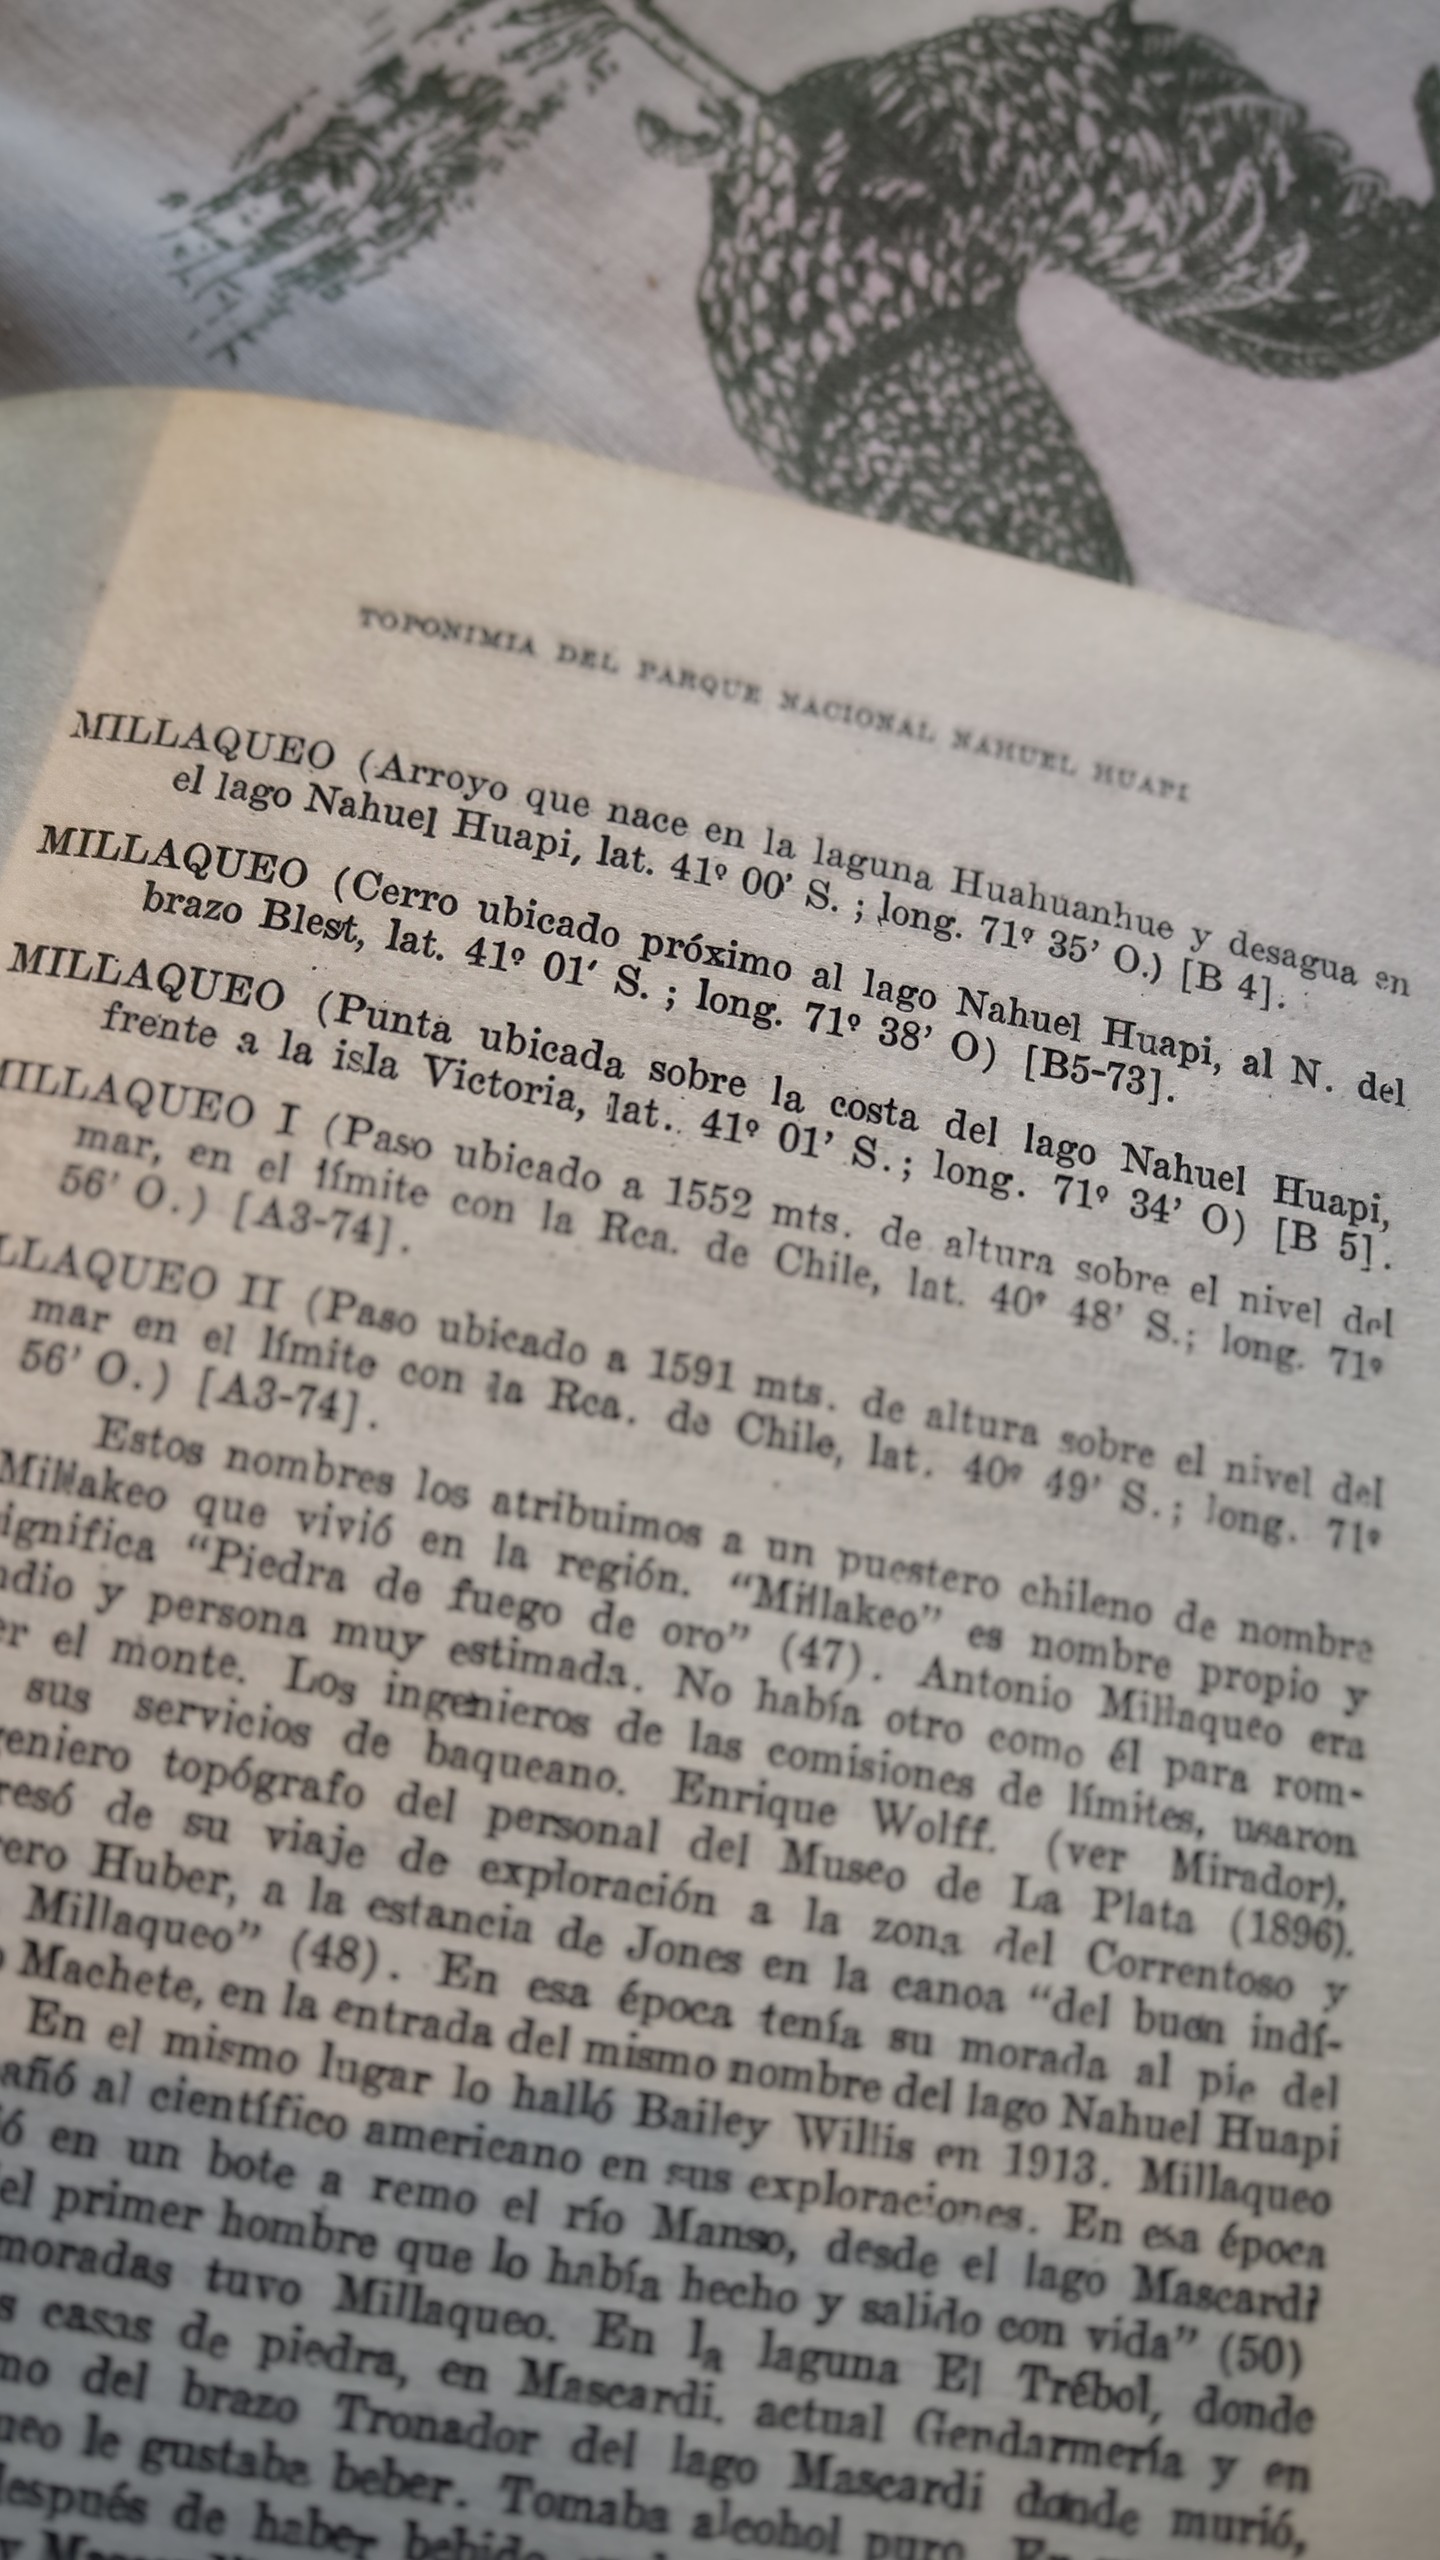 TOPONIMIA DEL PARQUE NACIONAL NAHUEL HUAPI
MILLAQUEO (Arroyo que nace en la laguna Huahuanhue y desagua en
el lago Nahuel Huapi, lat. 41º 00' S. ; long. 71º 35' O.) [B 4].
MILLAQUEO (Cerro ubicado próximo al lago Nahuel Huapi, al N. del
brazo Blest, lat. 41º 01' S. ; long. 71º 38' O) [B5-73].
MILLAQUEO (Punta ubicada sobre la costa del lago Nahuel Huapi,
frente a la isla Victoria, lat. 41º 01' S.; long. 71º 34' O) [B 5].
MILLAQUEO I (Paso ubicado a 1552 mts. de altura sobre el nivel del
mar, en el límite con la Rca. de Chile, lat. 40º 48' S.; long. 71º
56' O.) [A3-74].
LLAQUEO II (Paso ubicado a 1591 mts. de altura sobre el nivel del
mar en el límite con la Rca. de Chile, lat. 40º 49' S.; long. 71º
56' O.) [A3-74].
Estos nombres los atribuimos a un puestero chileno de nombre
Millakeo que vivió en la región. "Millakeo" es nombre propio y
ignifica "Piedra de fuego de oro" (47). Antonio Millaqueo era
ndio y persona muy estimada. No había otro como él para rom-
er el monte. Los ingenieros de las comisiones de límites, usaron
sus servicios de baqueano. Enrique Wolff. (ver Mirador),
geniero topógrafo del personal del Museo de La Plata (1896).
resó de su viaje de exploración a la zona del Correntoso y
ero Huber, a la estancia de Jones en la canoa "del buen indí-
Millaqueo" (48). En esa época tenía su morada al pie del
Machete, en la entrada del mismo nombre del lago Nahuel Huapi
En el mismo lugar lo halló Bailey Willis en 1913. Millaqueo
añó al científico americano en sus exploraciones. En esa época
ó en un bote a remo el río Manso, desde el lago Mascardi
el primer hombre que lo había hecho y salido con vida" (50)
moradas tuvo Millaqueo. En la laguna El Trébol, donde
s casas de piedra, en Mascardi. actual Gendarmería y en
mo del brazo Tronador del lago Mascardi donde murió,
ueo le gustaba beber. Tomaba alcohol puro. En
después de haber bebido